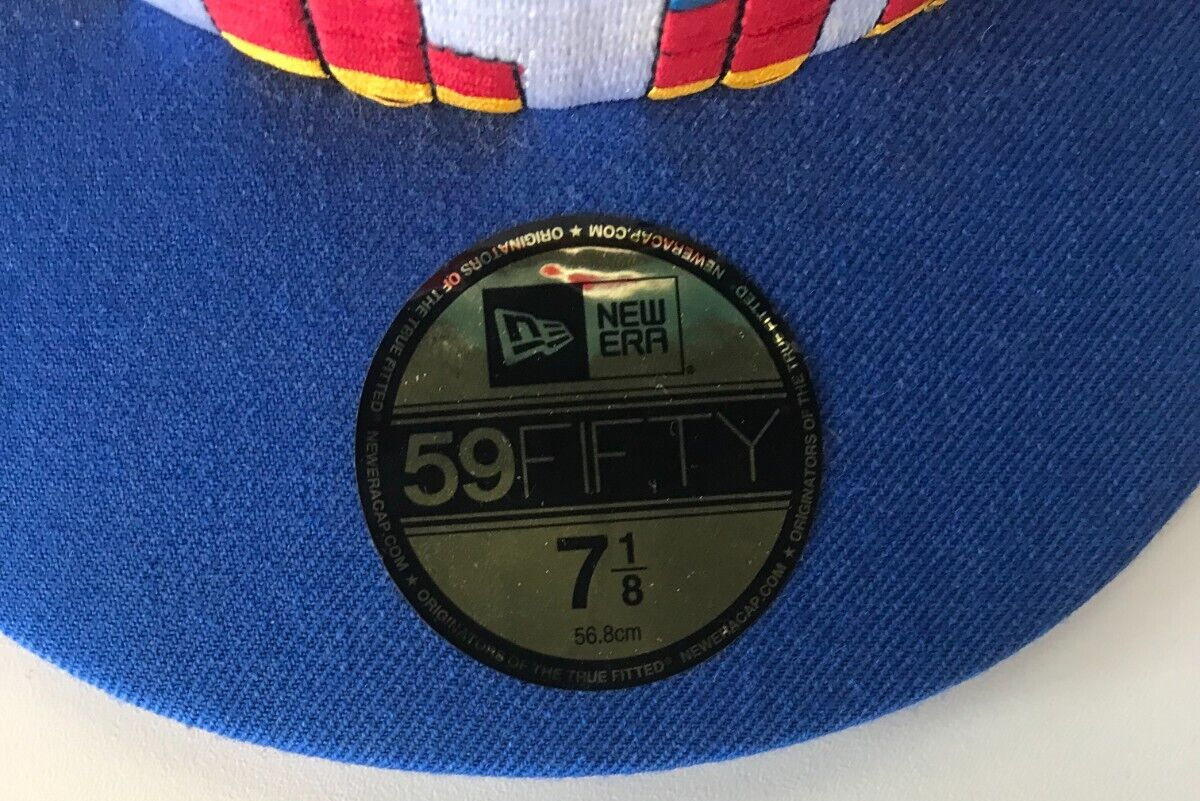 NEWERACAP.COM ★ ORIGINATORS OF THE TRUE FITTED® NEWERACAP.COM ★ ORIGINATORS OF THE TRUE FITTED® NEWERACAP.COM ★ ORIGINATORS OF THE TRUE FITTED®
NEW
ERA®
59FIFTY
7 1/8
56.8cm